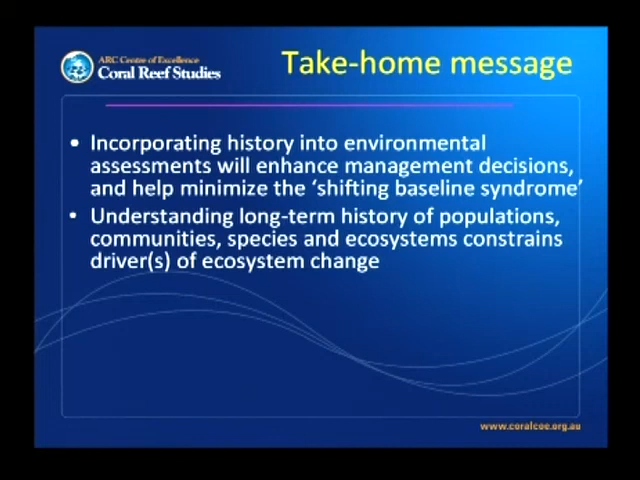 ARC Centre of Excellence
Coral Reef Studies
Take-home message
• Incorporating history into environmental
assessments will enhance management decisions,
and help minimize the ‘shifting baseline syndrome’
• Understanding long-term history of populations,
communities, species and ecosystems constrains
driver(s) of ecosystem change
www.coralcoe.org.au